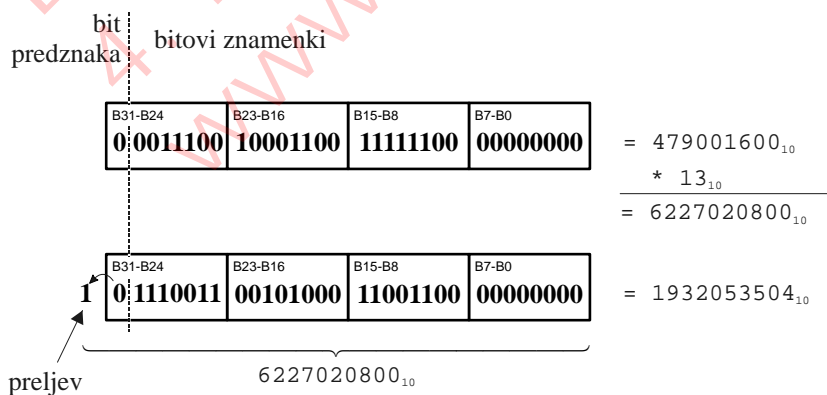 bit
predznaka
bitovi znamenki
B31-B24 B23-B16 B15-B8 B7-B0
0 0011100 10001100 11111100 00000000 = 479001600₁₀
* 13₁₀
= 6227020800₁₀
B31-B24 B23-B16 B15-B8 B7-B0
1 0 1110011 00101000 11001100 00000000 = 1932053504₁₀
6227020800₁₀
preljev